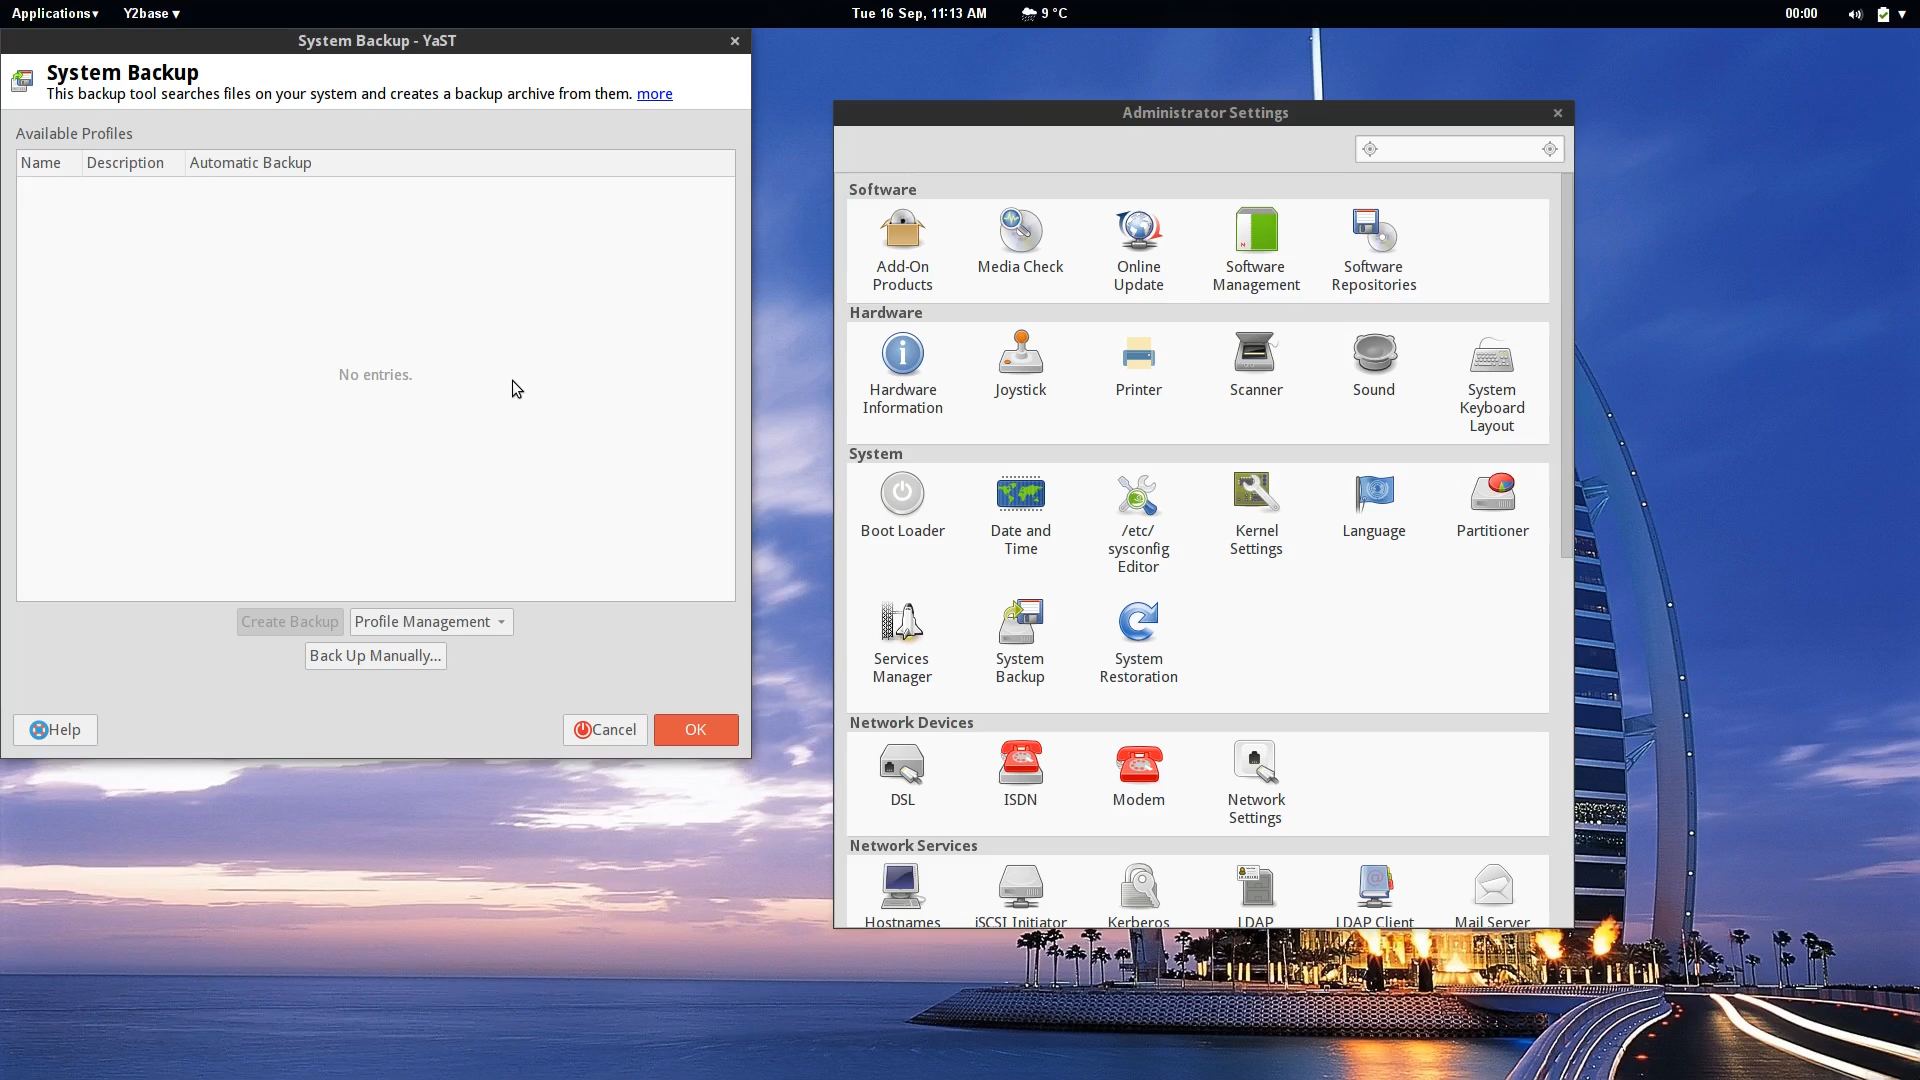 Applications▾ Y2base ▾ Tue 16 Sep, 11:13 AM 9 °C 00:00
System Backup - YaST
System Backup
This backup tool searches files on your system and creates a backup archive from them. more
Available Profiles
Name Description Automatic Backup
No entries.
Create Backup Profile Management
Back Up Manually...
Help Cancel OK
Administrator Settings
Software
Add-On Products
Media Check
Online Update
Software Management
Software Repositories
Hardware
Hardware Information
Joystick
Printer
Scanner
Sound
System Keyboard Layout
System
Boot Loader
Date and Time
/etc/sysconfig Editor
Kernel Settings
Language
Partitioner
Services Manager
System Backup
System Restoration
Network Devices
DSL
ISDN
Modem
Network Settings
Network Services
Hostnames
iSCSI Initiator
Kerberos
LDAP
LDAP Client
Mail Server